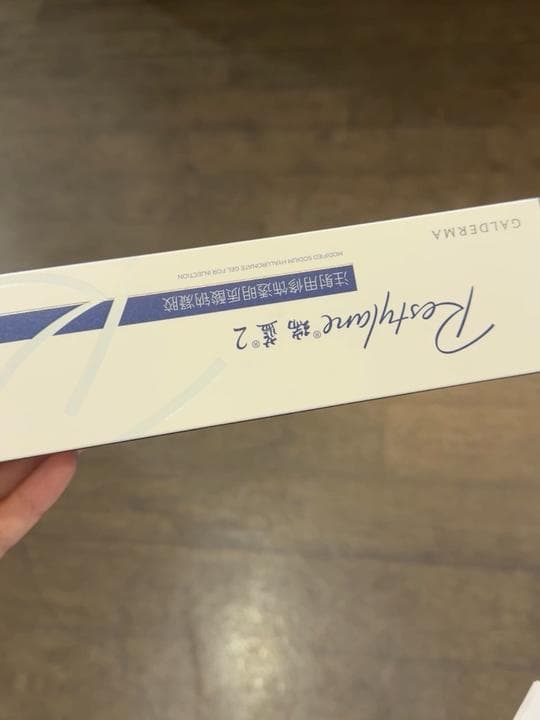 Restylane® 瑞蓝®2
注射用修饰透明质酸钠凝胶
MODIFIED SODIUM HYALURONATE GEL FOR INJECTION
GALDERMA